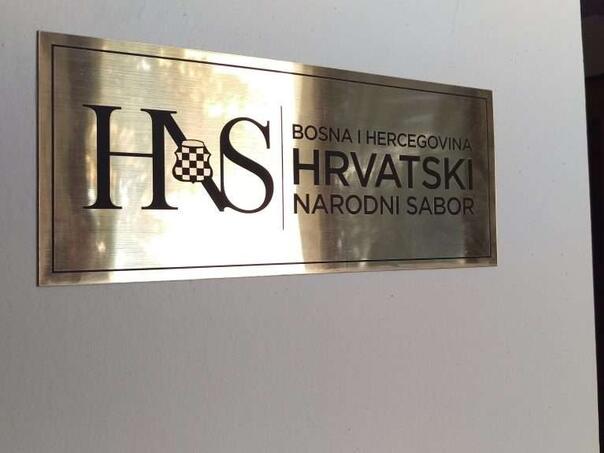 HNS
BOSNA I HERCEGOVINA
HRVATSKI
NARODNI SABOR